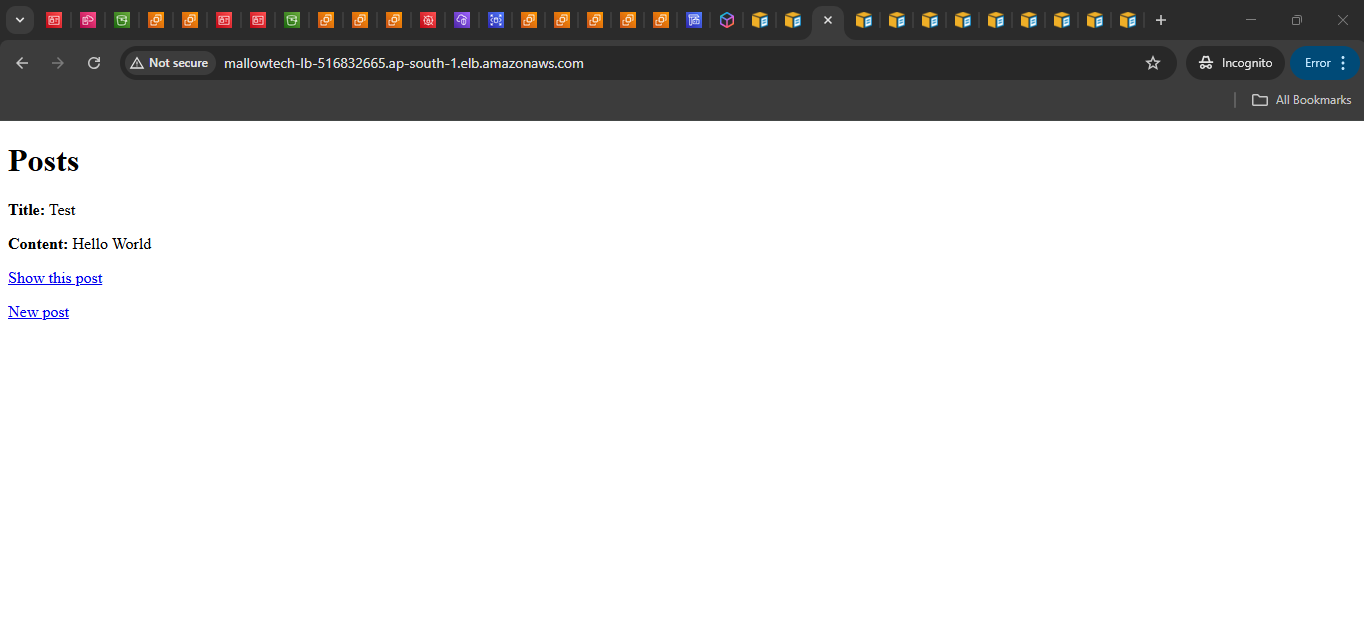 Not secure mallowtech-lb-516832665.ap-south-1.elb.amazonaws.com Incognito Error
All Bookmarks
Posts
Title: Test
Content: Hello World
Show this post
New post